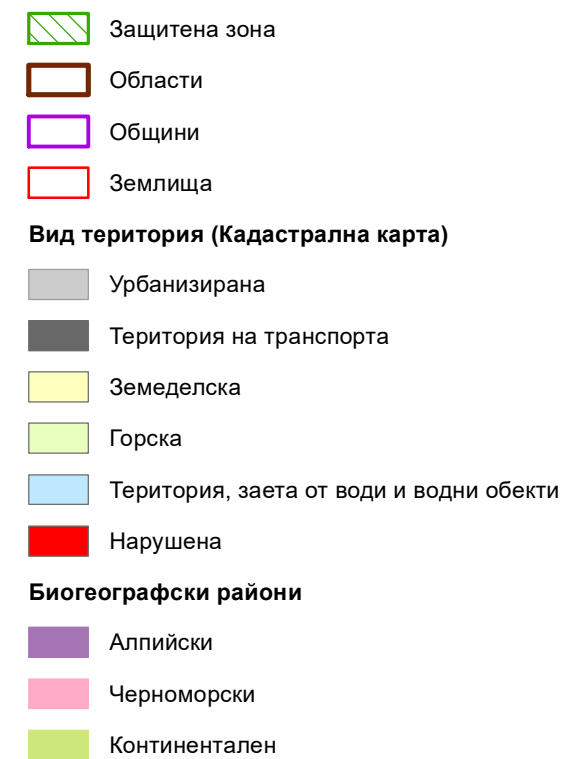 Защитена зона
Области
Общини
Землища
Вид територия (Кадастрална карта)
Урбанизирана
Територия на транспорта
Земеделска
Горска
Територия, заета от води и водни обекти
Нарушена
Биогеографски райони
Алпийски
Черноморски
Континентален